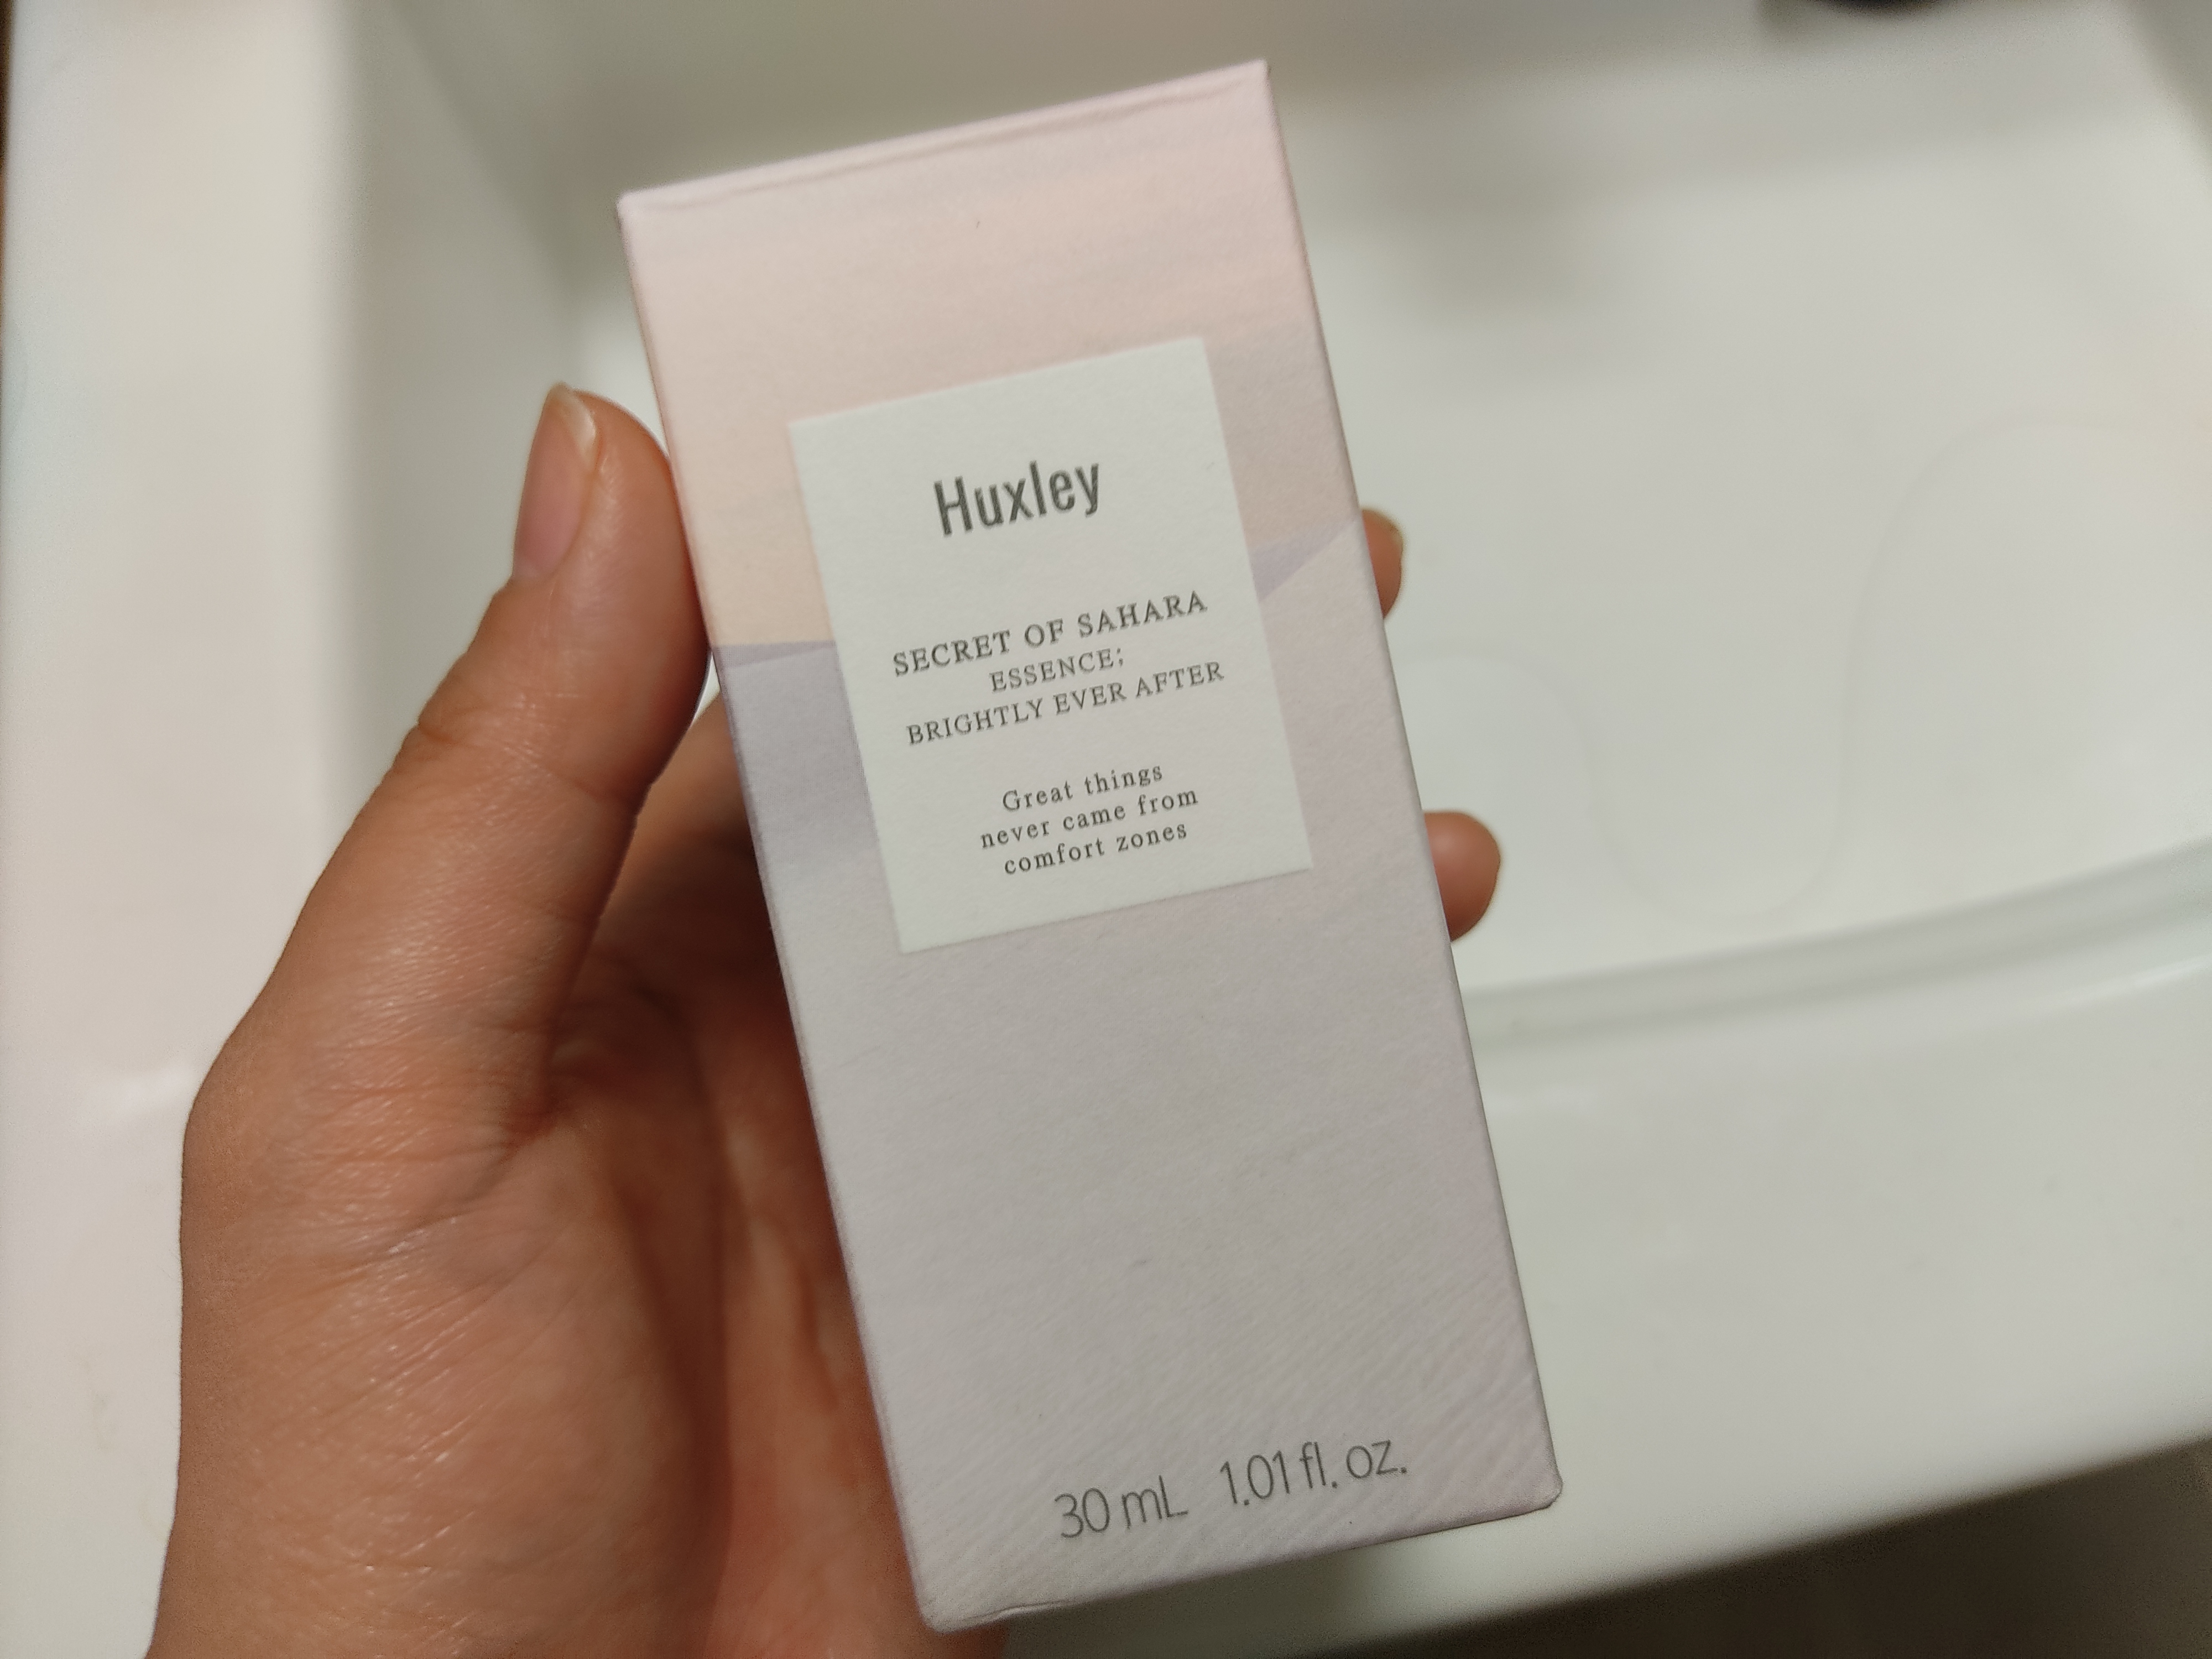 Huxley
SECRET OF SAHARA
ESSENCE;
BRIGHTLY EVER AFTER
Great things
never came from
comfort zones
30 mL 1.01 fl. oz.